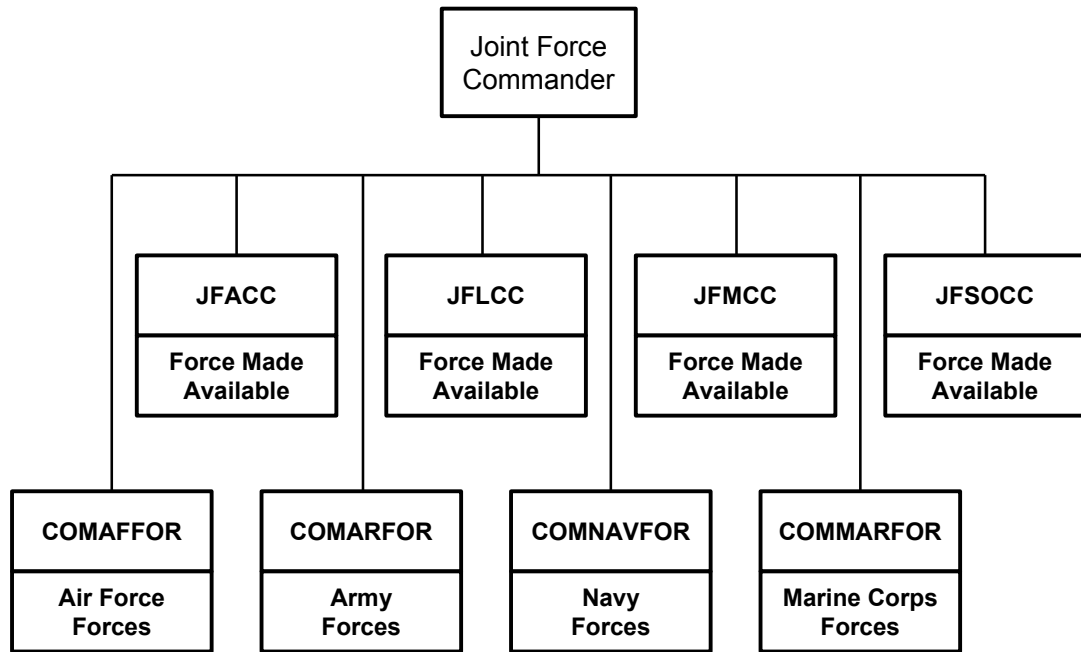 Joint Force
Commander
JFACC
JFLCC
JFMCC
JFSOCC
Force Made
Available
Force Made
Available
Force Made
Available
Force Made
Available
COMAFFOR
COMARFOR
COMNAVFOR
COMMARFOR
Air Force
Forces
Army
Forces
Navy
Forces
Marine Corps
Forces